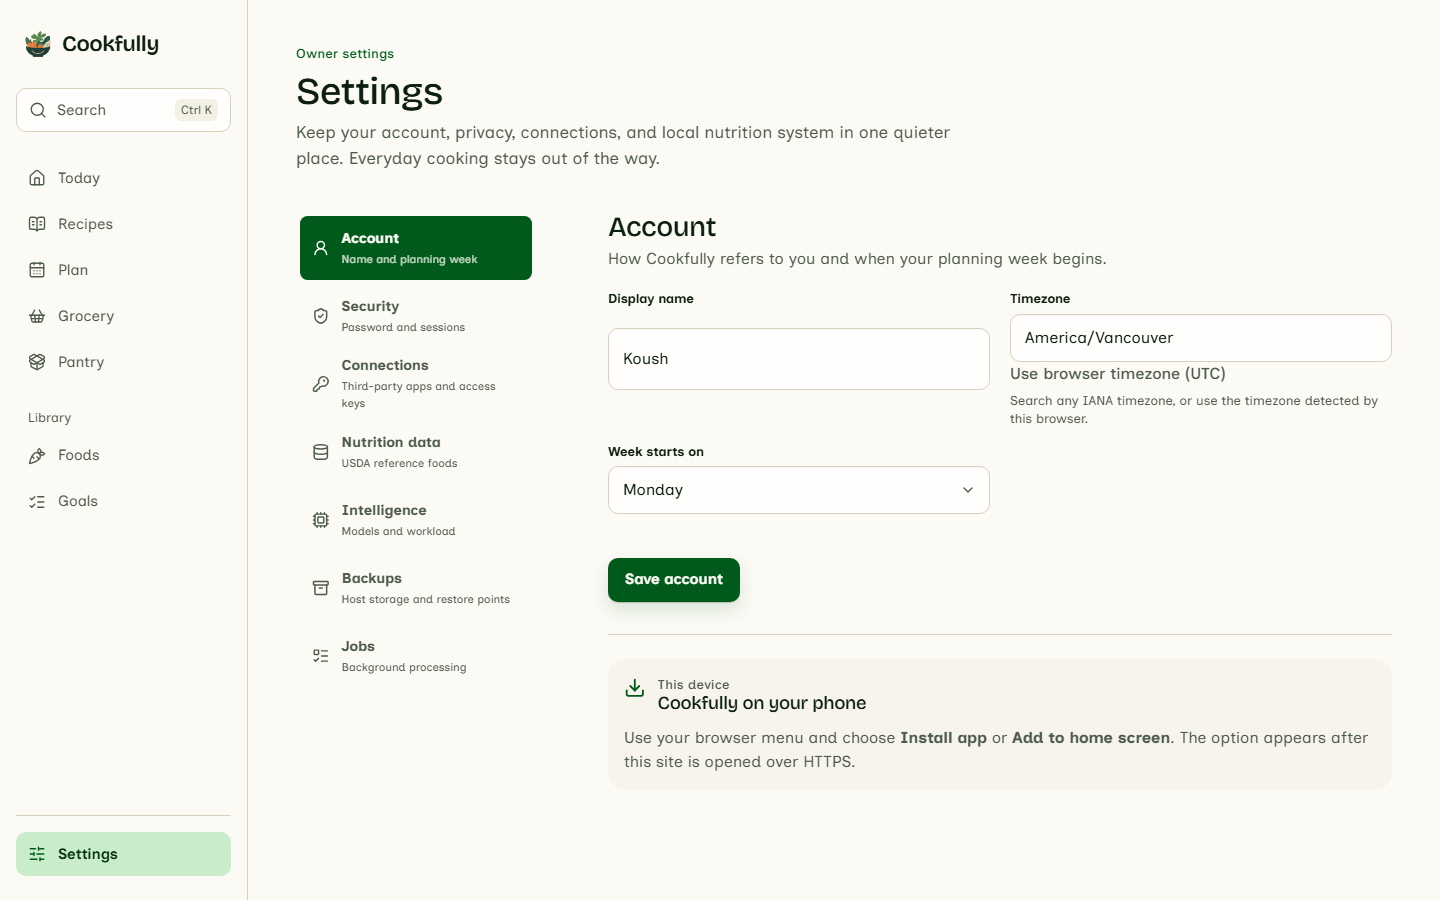 Cookfully
Search
Ctrl K
Today
Recipes
Plan
Grocery
Pantry
Library
Foods
Goals
Settings
Owner settings
Settings
Keep your account, privacy, connections, and local nutrition system in one quieter
place. Everyday cooking stays out of the way.
Account
Name and planning week
Security
Password and sessions
Connections
Third-party apps and access
keys
Nutrition data
USDA reference foods
Intelligence
Models and workload
Backups
Host storage and restore points
Jobs
Background processing
Account
How Cookfully refers to you and when your planning week begins.
Display name
Koush
Timezone
America/Vancouver
Use browser timezone (UTC)
Search any IANA timezone, or use the timezone detected by
this browser.
Week starts on
Monday
Save account
This device
Cookfully on your phone
Use your browser menu and choose Install app or Add to home screen. The option appears after
this site is opened over HTTPS.